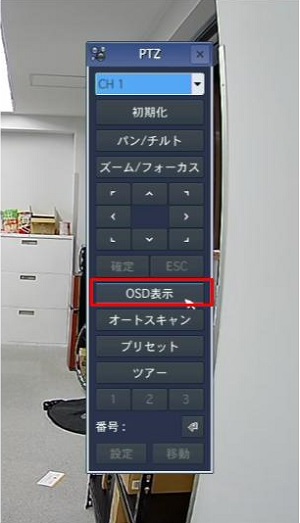 PTZ
CH 1
初期化
パン/チルト
ズーム/フォーカス
確定 ESC
OSD表示
オートスキャン
プリセット
ツアー
1 2 3
番号：
設定 移動